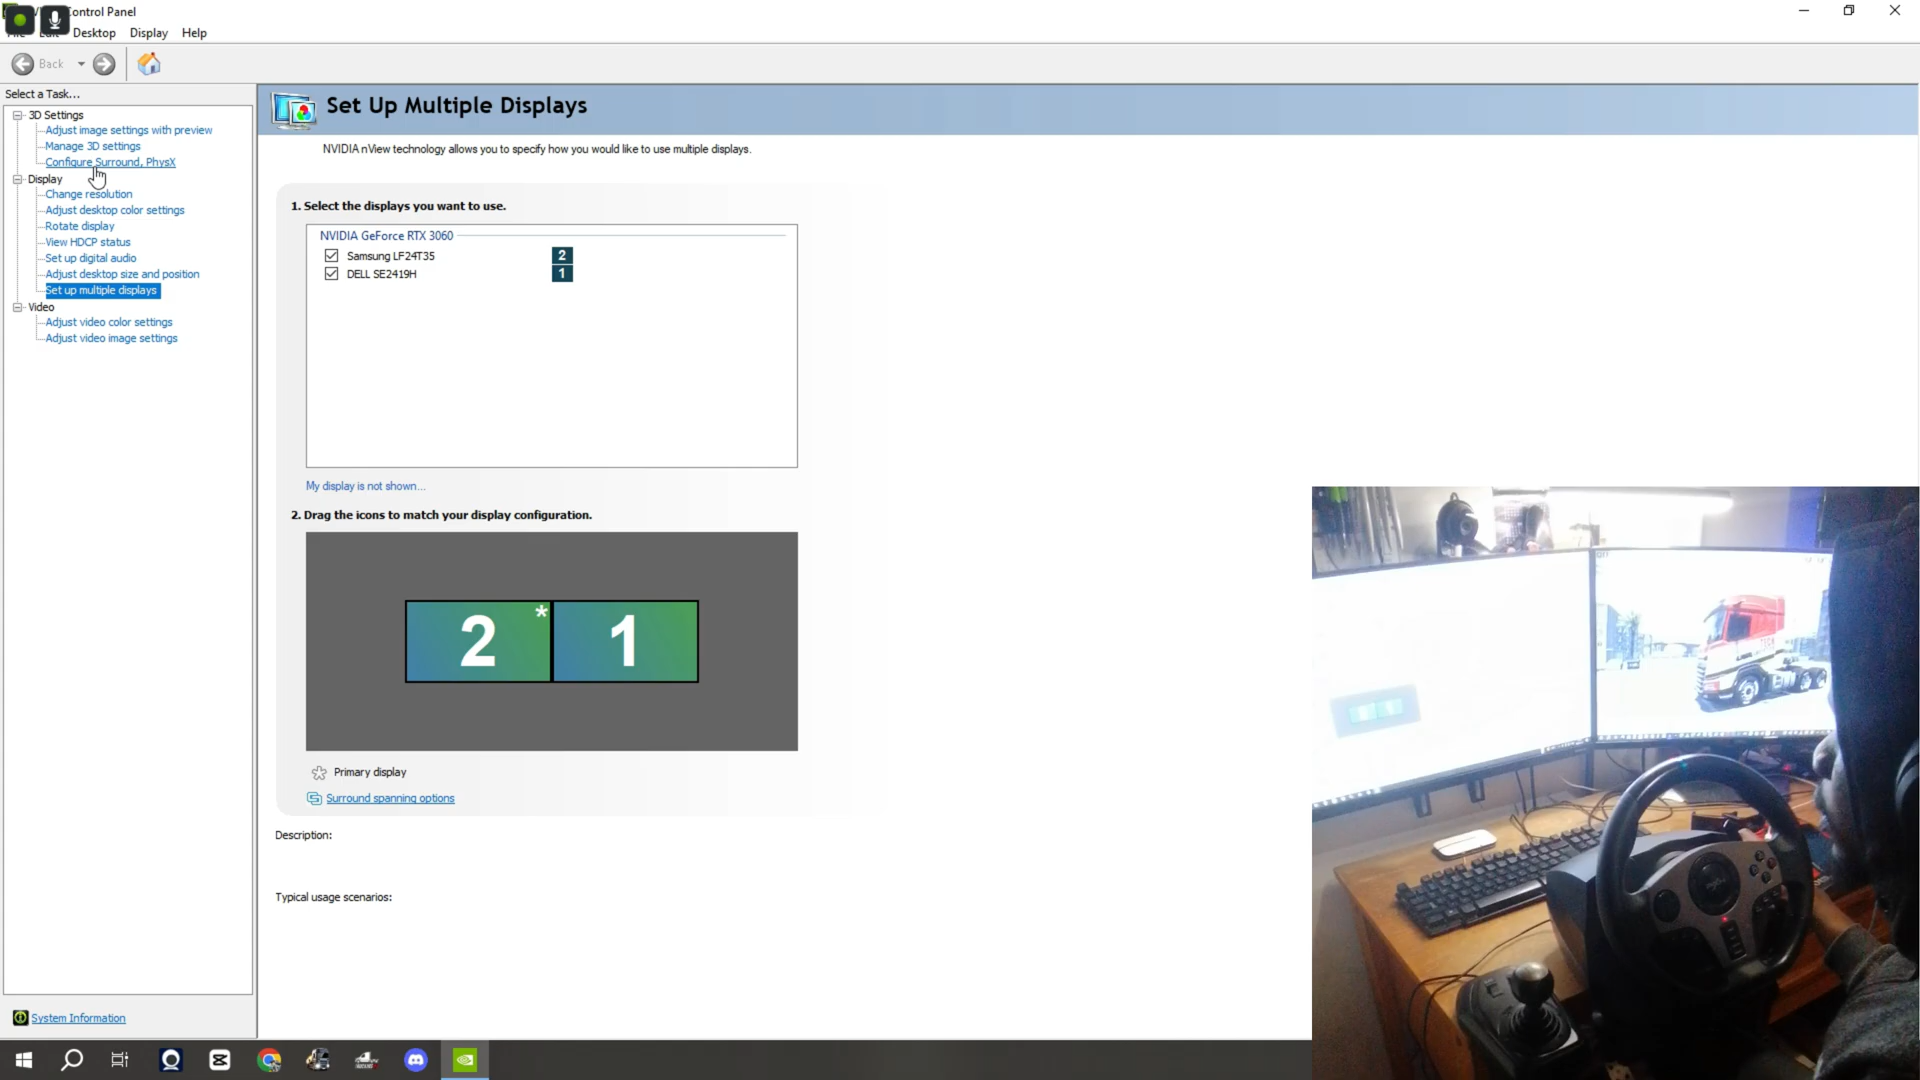 Control Panel
Desktop Display Help
Back
Select a Task...
3D Settings
Adjust image settings with preview
Manage 3D settings
Configure Surround, PhysX
Display
Change resolution
Adjust desktop color settings
Rotate display
View HDCP status
Set up digital audio
Adjust desktop size and position
Set up multiple displays
Video
Adjust video color settings
Adjust video image settings
System Information
Set Up Multiple Displays
NVIDIA nView technology allows you to specify how you would like to use multiple displays.
1. Select the displays you want to use.
NVIDIA GeForce RTX 3060
Samsung LF24T35 2
DELL SE2419H 1
My display is not shown...
2. Drag the icons to match your display configuration.
2 * 1
Primary display
Surround spanning options
Description:
Typical usage scenarios: